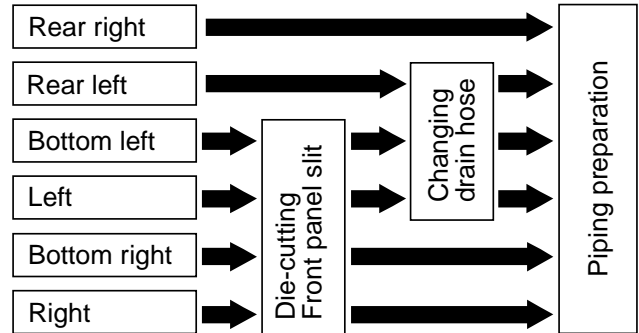 Rear right
Rear left
Bottom left
Left
Bottom right
Right
Die-cutting
Front panel slit
Changing
drain hose
Piping preparation